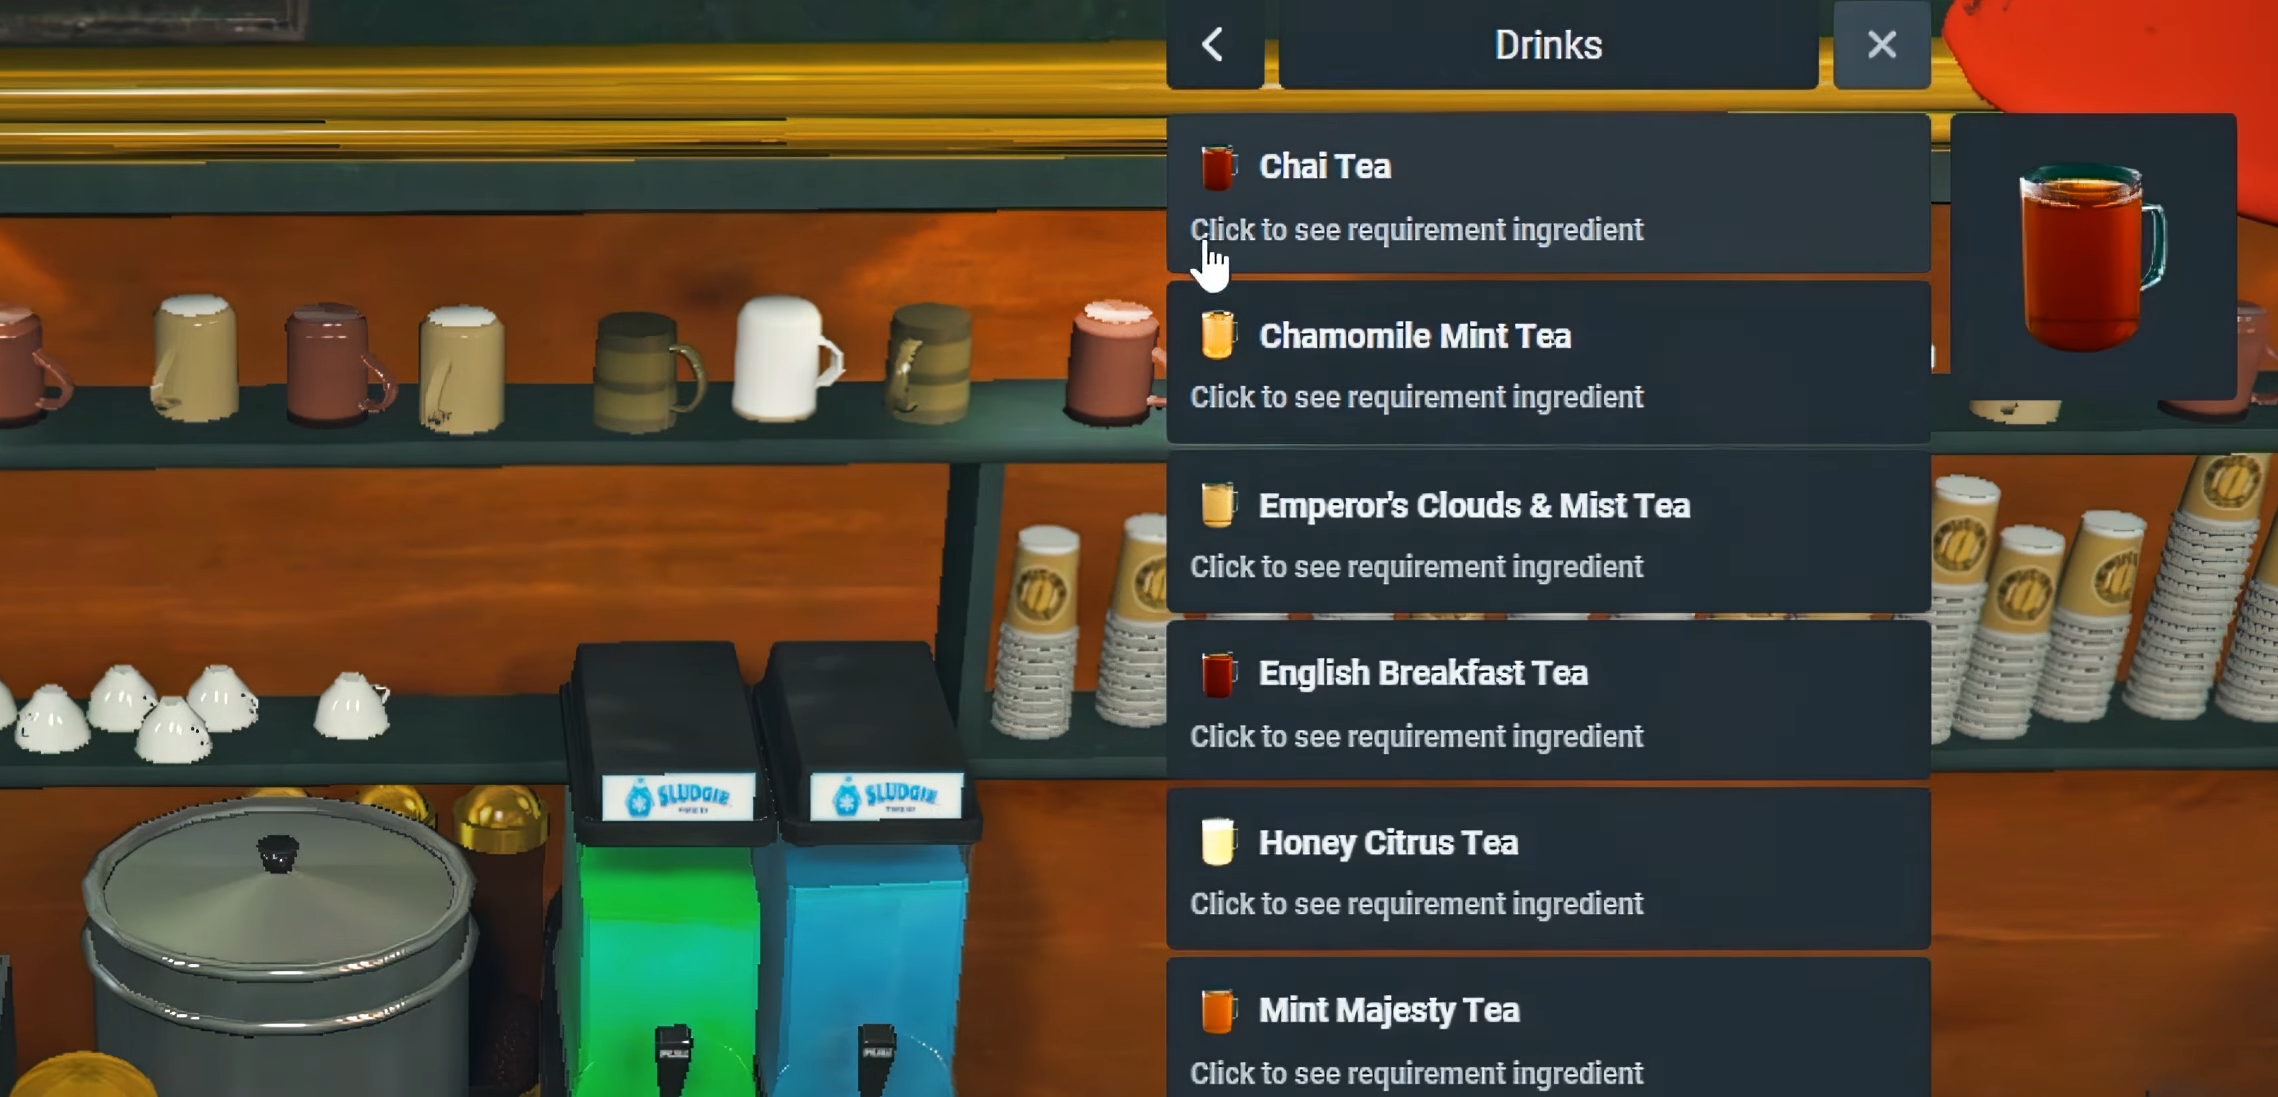 Drinks
Chai Tea
Click to see requirement ingredient
Chamomile Mint Tea
Click to see requirement ingredient
Emperor's Clouds & Mist Tea
Click to see requirement ingredient
English Breakfast Tea
Click to see requirement ingredient
Honey Citrus Tea
Click to see requirement ingredient
Mint Majesty Tea
Click to see requirement ingredient
SLUDGIE
SLUDGIE